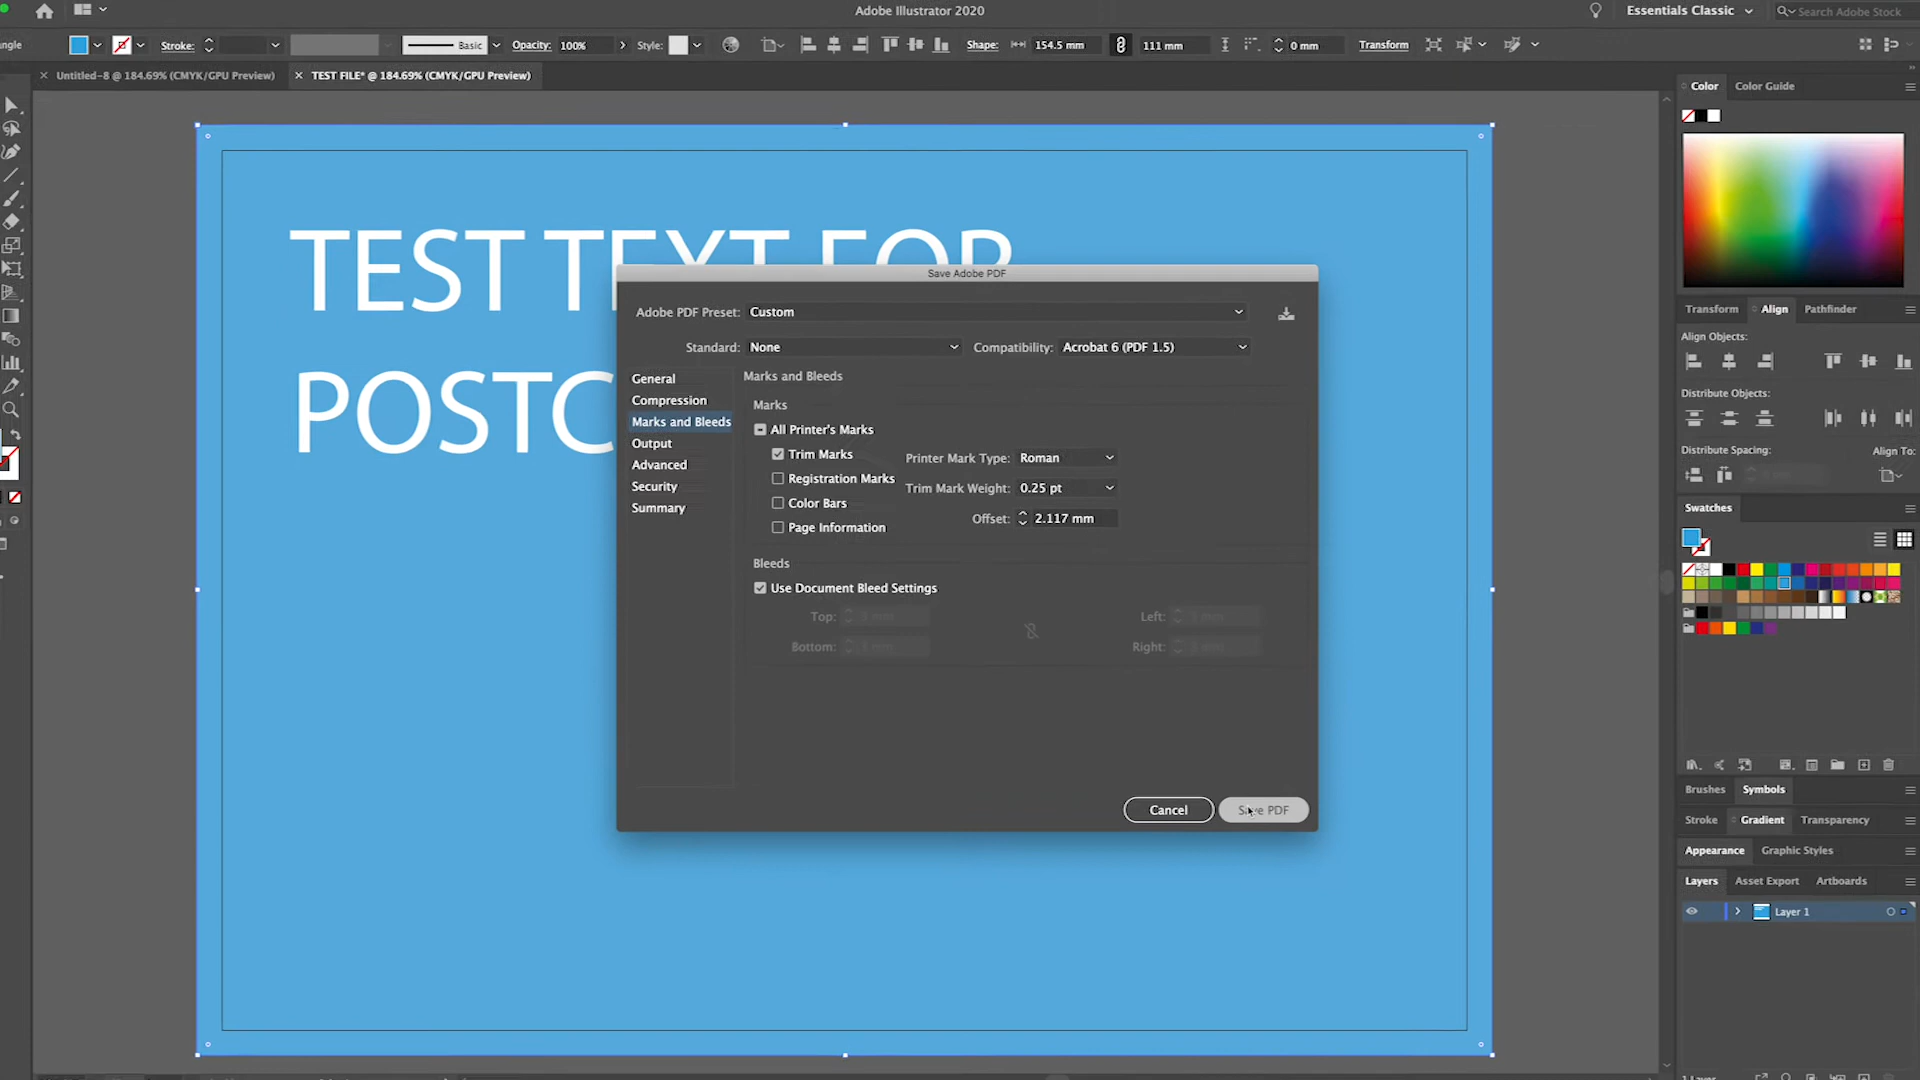 Adobe Illustrator 2020
Essentials Classic
Search Adobe Stock
Stroke:
Basic
Opacity: 100%
Style:
Shape:
154.5 mm
111 mm
0 mm
Transform
Untitled-8 @ 184.69% (CMYK/GPU Preview)
TEST FILE* @ 184.69% (CMYK/GPU Preview)
TEST TEXT FOR
POSTC
Save Adobe PDF
Adobe PDF Preset: Custom
Standard: None
Compatibility: Acrobat 6 (PDF 1.5)
General
Compression
Marks and Bleeds
Output
Advanced
Security
Summary
Marks and Bleeds
Marks
All Printer's Marks
Trim Marks
Registration Marks
Color Bars
Page Information
Printer Mark Type: Roman
Trim Mark Weight: 0.25 pt
Offset: 2.117 mm
Bleeds
Use Document Bleed Settings
Top:
Left:
Bottom:
Right:
Cancel
Save PDF
Color
Color Guide
Transform
Align
Pathfinder
Align Objects:
Distribute Objects:
Distribute Spacing:
Align To:
Swatches
Brushes
Symbols
Stroke
Gradient
Transparency
Appearance
Graphic Styles
Layers
Asset Export
Artboards
Layer 1